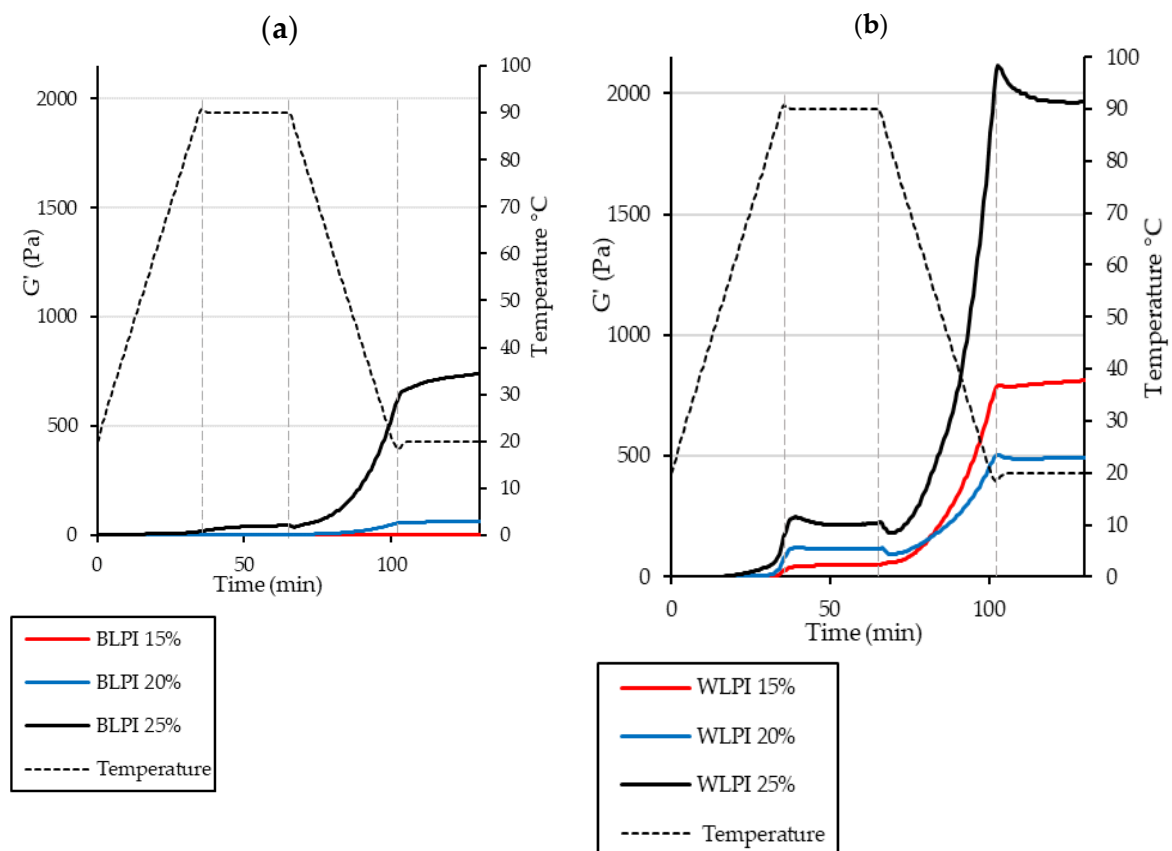 (a)
G' (Pa)
2000
1500
1000
500
0
0
50
100
Time (min)
100
90
80
70
60
50
40
30
20
10
0
Temperature °C
BLPI 15%
BLPI 20%
BLPI 25%
Temperature
(b)
G' (Pa)
2000
1500
1000
500
0
0
50
100
Time (min)
100
90
80
70
60
50
40
30
20
10
0
Temperature °C
WLPI 15%
WLPI 20%
WLPI 25%
Temperature